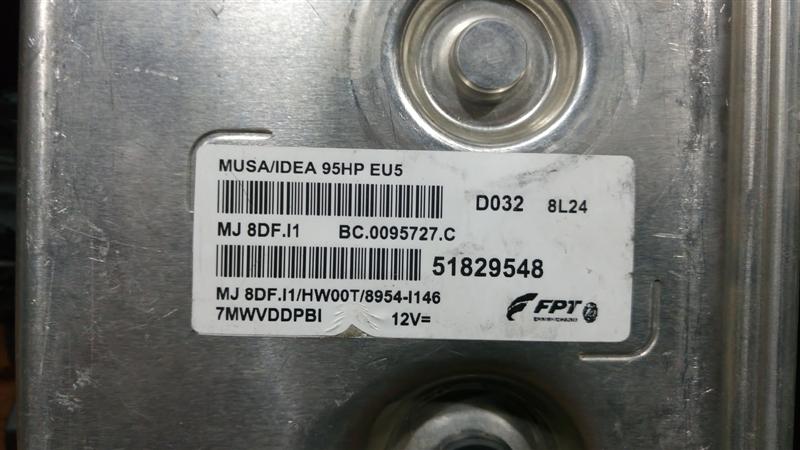 MUSA/IDEA 95HP EU5
D032 8L24
MJ 8DF.I1 BC.0095727.C
51829548
MJ 8DF.I1/HW00T/8954-I146
7MWVDDPBI 12V=
FPT